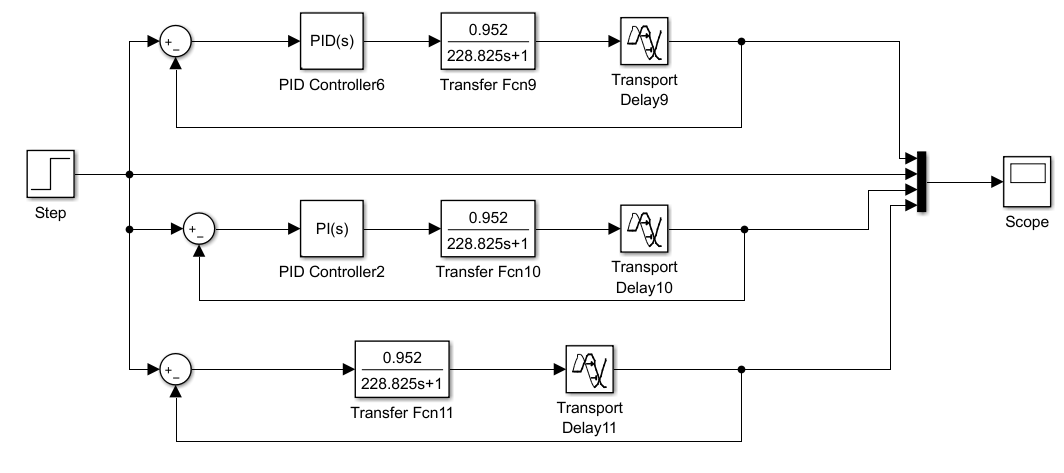 +
−
PID(s)
PID Controller6
0.952
228.825s+1
Transfer Fcn9
Transport
Delay9
Step
+
−
PI(s)
PID Controller2
0.952
228.825s+1
Transfer Fcn10
Transport
Delay10
Scope
+
−
0.952
228.825s+1
Transfer Fcn11
Transport
Delay11